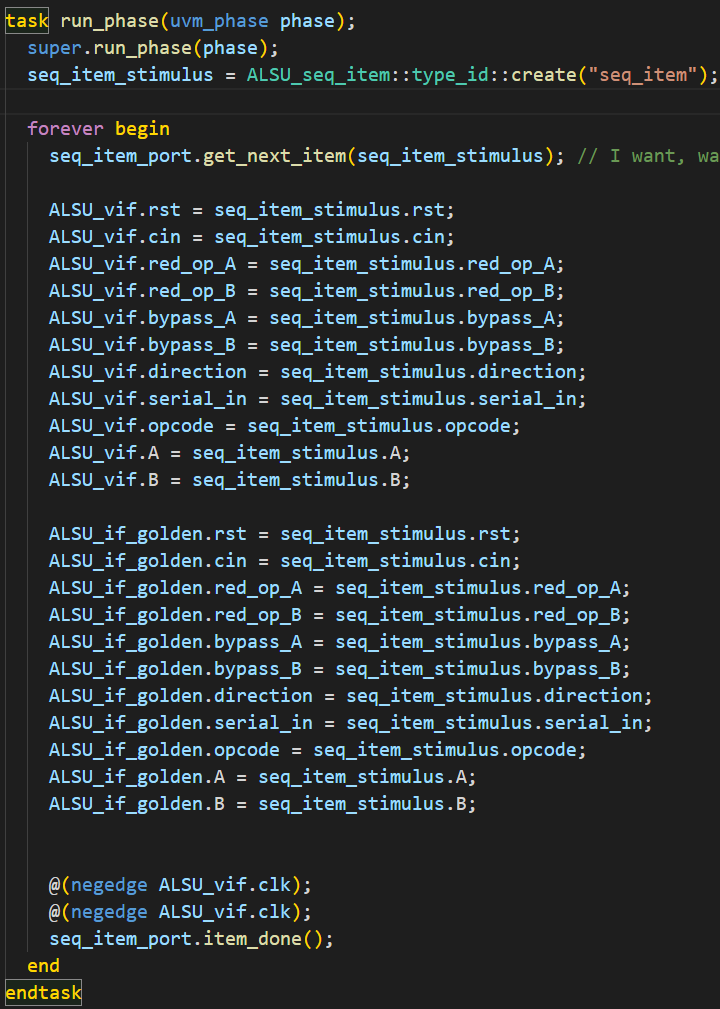 task run_phase(uvm_phase phase);
super.run_phase(phase);
seq_item_stimulus = ALSU_seq_item::type_id::create("seq_item");
forever begin
seq_item_port.get_next_item(seq_item_stimulus); // I want, wa
ALSU_vif.rst = seq_item_stimulus.rst;
ALSU_vif.cin = seq_item_stimulus.cin;
ALSU_vif.red_op_A = seq_item_stimulus.red_op_A;
ALSU_vif.red_op_B = seq_item_stimulus.red_op_B;
ALSU_vif.bypass_A = seq_item_stimulus.bypass_A;
ALSU_vif.bypass_B = seq_item_stimulus.bypass_B;
ALSU_vif.direction = seq_item_stimulus.direction;
ALSU_vif.serial_in = seq_item_stimulus.serial_in;
ALSU_vif.opcode = seq_item_stimulus.opcode;
ALSU_vif.A = seq_item_stimulus.A;
ALSU_vif.B = seq_item_stimulus.B;
ALSU_if_golden.rst = seq_item_stimulus.rst;
ALSU_if_golden.cin = seq_item_stimulus.cin;
ALSU_if_golden.red_op_A = seq_item_stimulus.red_op_A;
ALSU_if_golden.red_op_B = seq_item_stimulus.red_op_B;
ALSU_if_golden.bypass_A = seq_item_stimulus.bypass_A;
ALSU_if_golden.bypass_B = seq_item_stimulus.bypass_B;
ALSU_if_golden.direction = seq_item_stimulus.direction;
ALSU_if_golden.serial_in = seq_item_stimulus.serial_in;
ALSU_if_golden.opcode = seq_item_stimulus.opcode;
ALSU_if_golden.A = seq_item_stimulus.A;
ALSU_if_golden.B = seq_item_stimulus.B;
@(negedge ALSU_vif.clk);
@(negedge ALSU_vif.clk);
seq_item_port.item_done();
end
endtask